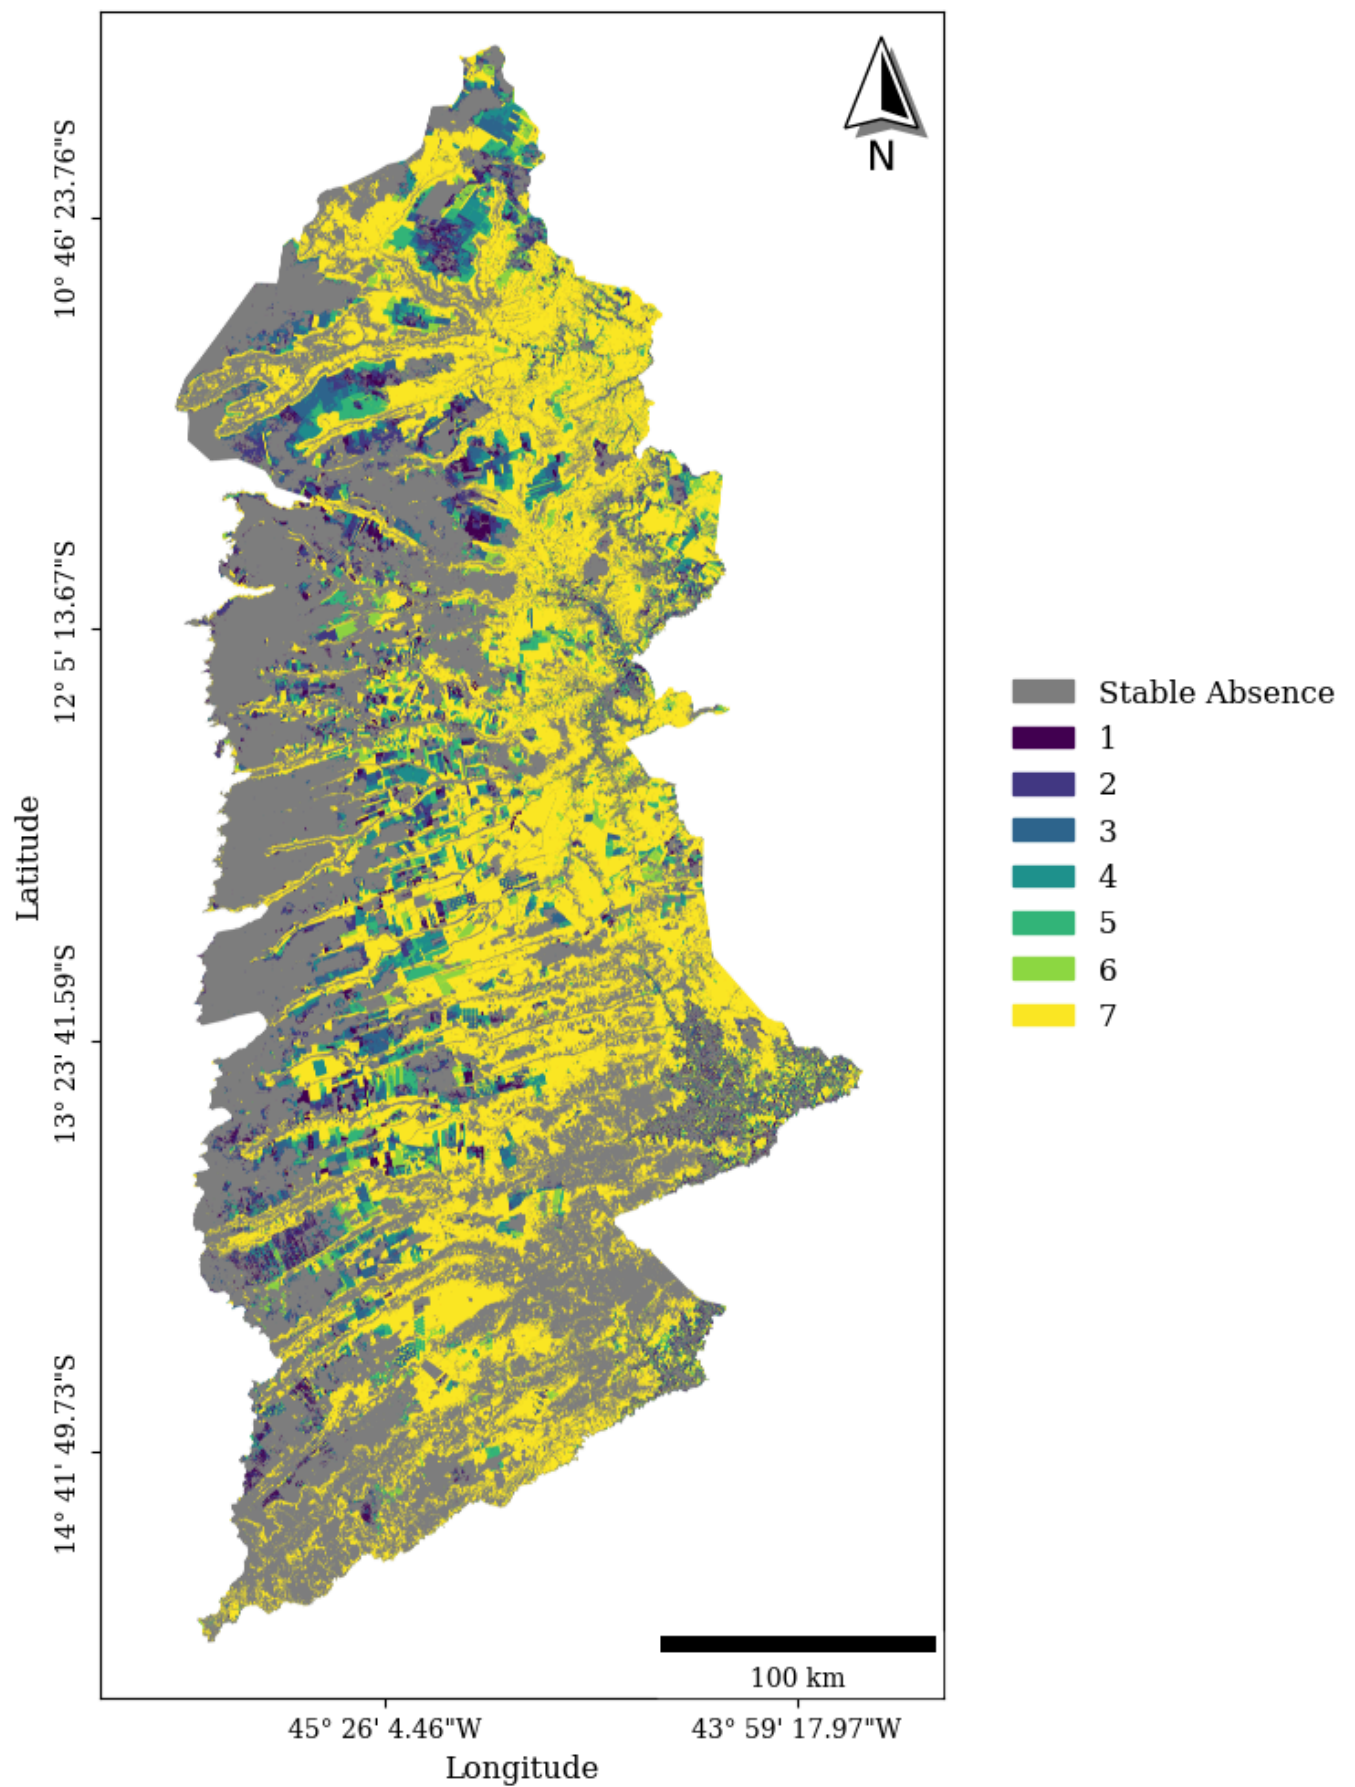 N
10° 46' 23.76"S
12° 5' 13.67"S
13° 23' 41.59"S
14° 41' 49.73"S
Latitude
Stable Absence
1
2
3
4
5
6
7
100 km
45° 26' 4.46"W
43° 59' 17.97"W
Longitude